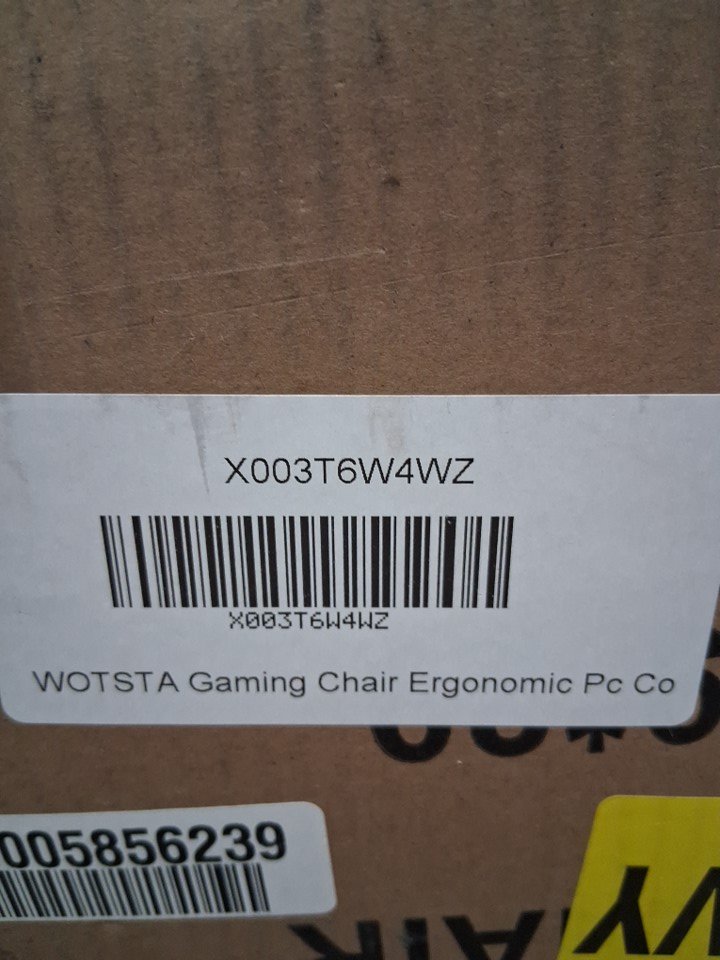 X003T6W4WZ
X003T6W4WZ
WOTSTA Gaming Chair Ergonomic Pc Co
005856239